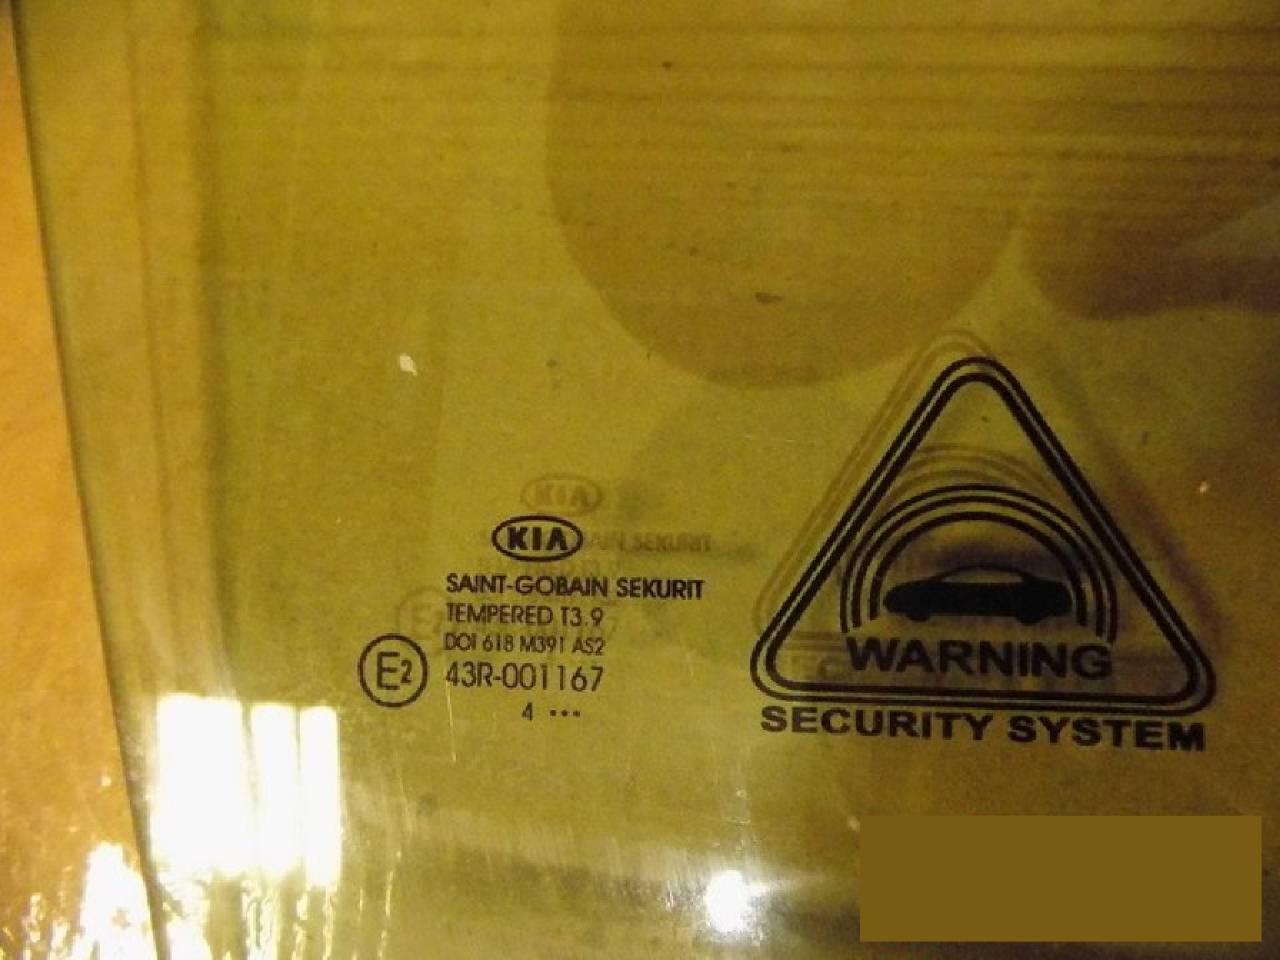 KIA
SAINT-GOBAIN SEKURIT
TEMPERED T3.9
DOT 618 M391 AS2
E2 43R-001167
4 •••
WARNING
SECURITY SYSTEM